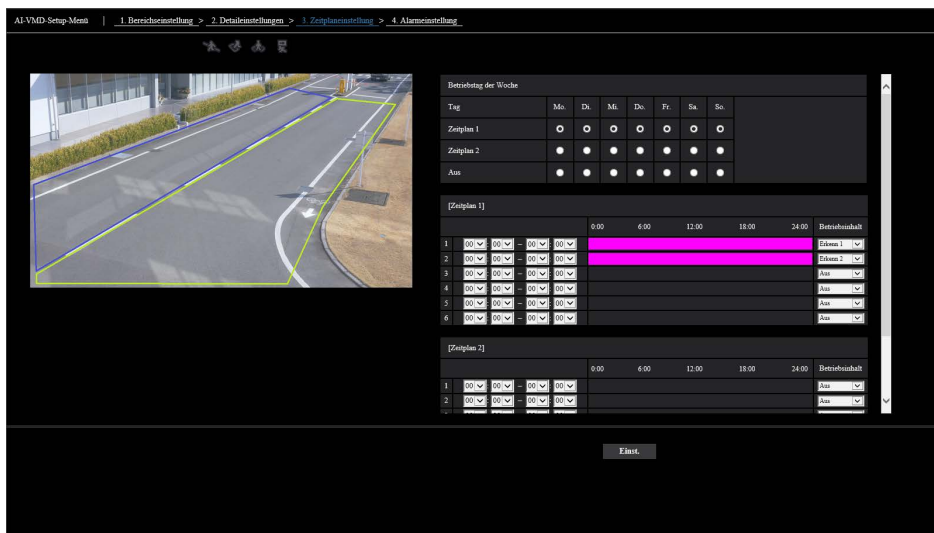 AI-VMD-Setup-Menü | 1. Bereichseinstellung > 2. Detaileinstellungen > 3. Zeitplaneinstellung > 4. Alarmeinstellung
Betriebstag der Woche
Tag Mo. Di. Mi. Do. Fr. Sa. So.
Zeitplan 1
Zeitplan 2
Aus
[Zeitplan 1]
0:00 6:00 12:00 18:00 24:00 Betriebsinhalt
1 00 : 00 – 00 : 00 Erkenn 1
2 00 : 00 – 00 : 00 Erkenn 2
3 00 : 00 – 00 : 00 Aus
4 00 : 00 – 00 : 00 Aus
5 00 : 00 – 00 : 00 Aus
6 00 : 00 – 00 : 00 Aus
[Zeitplan 2]
0:00 6:00 12:00 18:00 24:00 Betriebsinhalt
1 00 : 00 – 00 : 00 Aus
2 00 : 00 – 00 : 00 Aus
Einst.